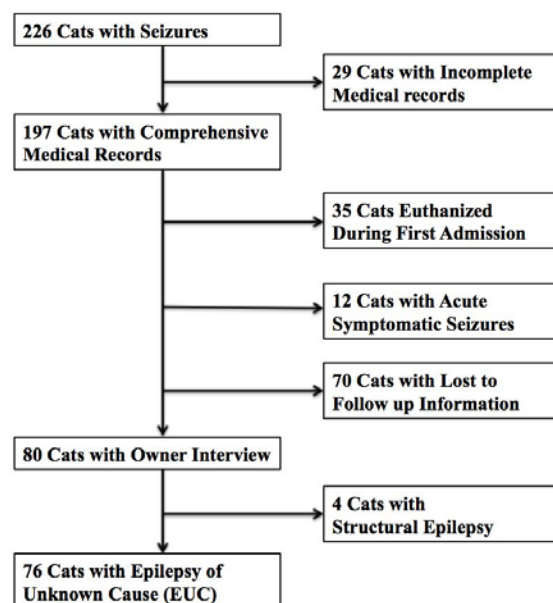 226 Cats with Seizures
29 Cats with Incomplete
Medical records
197 Cats with Comprehensive
Medical Records
35 Cats Euthanized
During First Admission
12 Cats with Acute
Symptomatic Seizures
70 Cats with Lost to
Follow up Information
80 Cats with Owner Interview
4 Cats with
Structural Epilepsy
76 Cats with Epilepsy of
Unknown Cause (EUC)